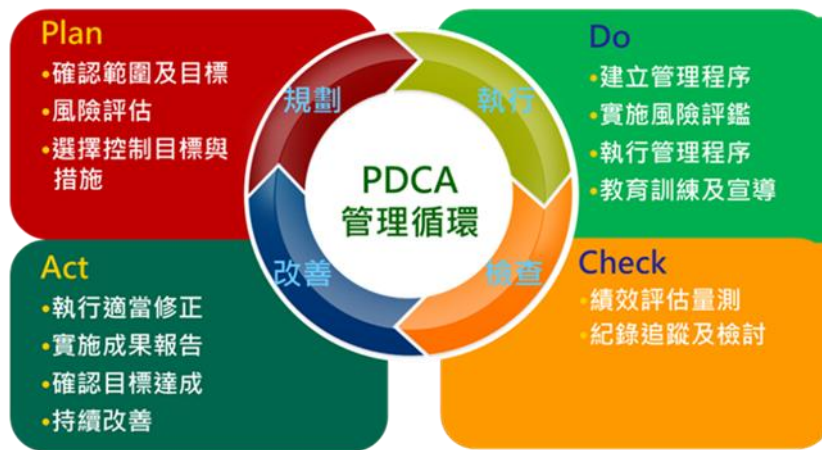 Plan
•確認範圍及目標
•風險評估
•選擇控制目標與
措施
Do
•建立管理程序
•實施風險評鑑
•執行管理程序
•教育訓練及宣導
規劃
執行
PDCA
管理循環
改善
檢查
Act
•執行適當修正
•實施成果報告
•確認目標達成
•持續改善
Check
•績效評估量測
•紀錄追蹤及檢討